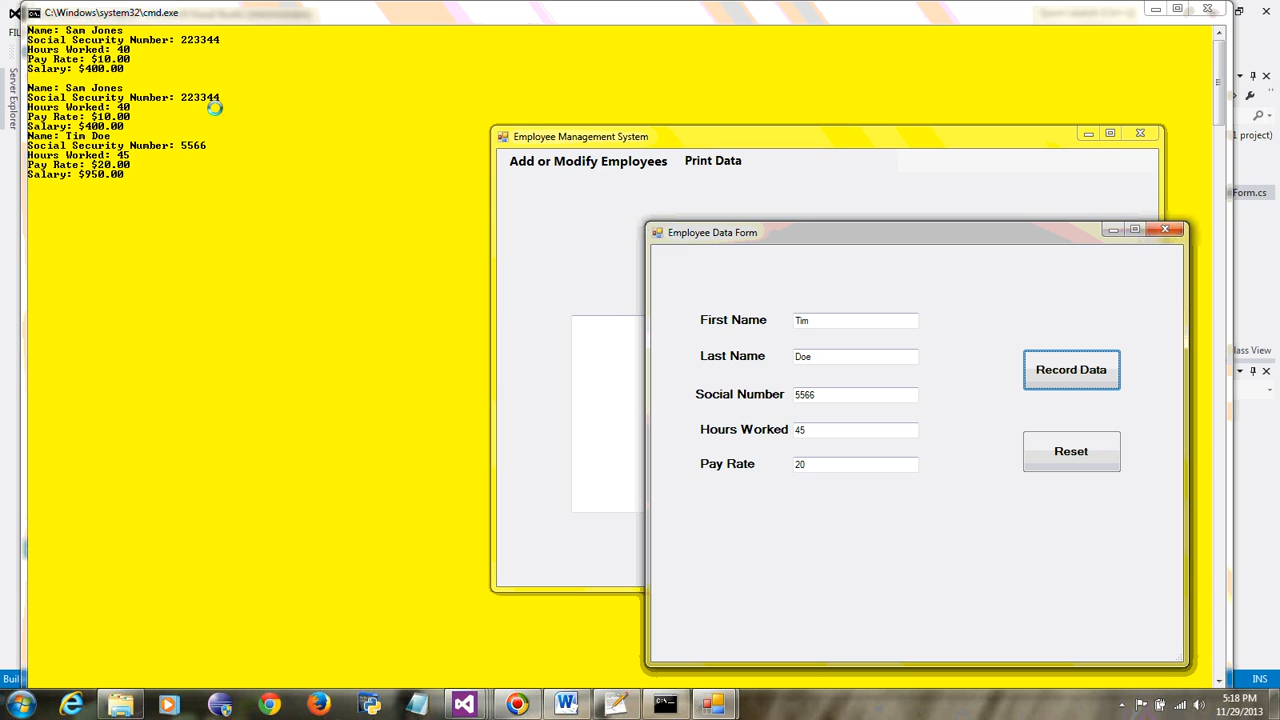 C:\Windows\system32\cmd.exe
Name: Sam Jones
Social Security Number: 223344
Hours Worked: 40
Pay Rate: $10.00
Salary: $400.00
Name: Sam Jones
Social Security Number: 223344
Hours Worked: 40
Pay Rate: $10.00
Salary: $400.00
Name: Tim Doe
Social Security Number: 5566
Hours Worked: 45
Pay Rate: $20.00
Salary: $950.00
FIL
Server Explorer
Employee Management System
Add or Modify Employees Print Data
Employee Data Form
First Name Tim
Last Name Doe
Social Number 5566
Hours Worked 45
Pay Rate 20
Record Data
Reset
1 project)
Form.cs
lass View
Buil
INS
5:18 PM
11/29/2013